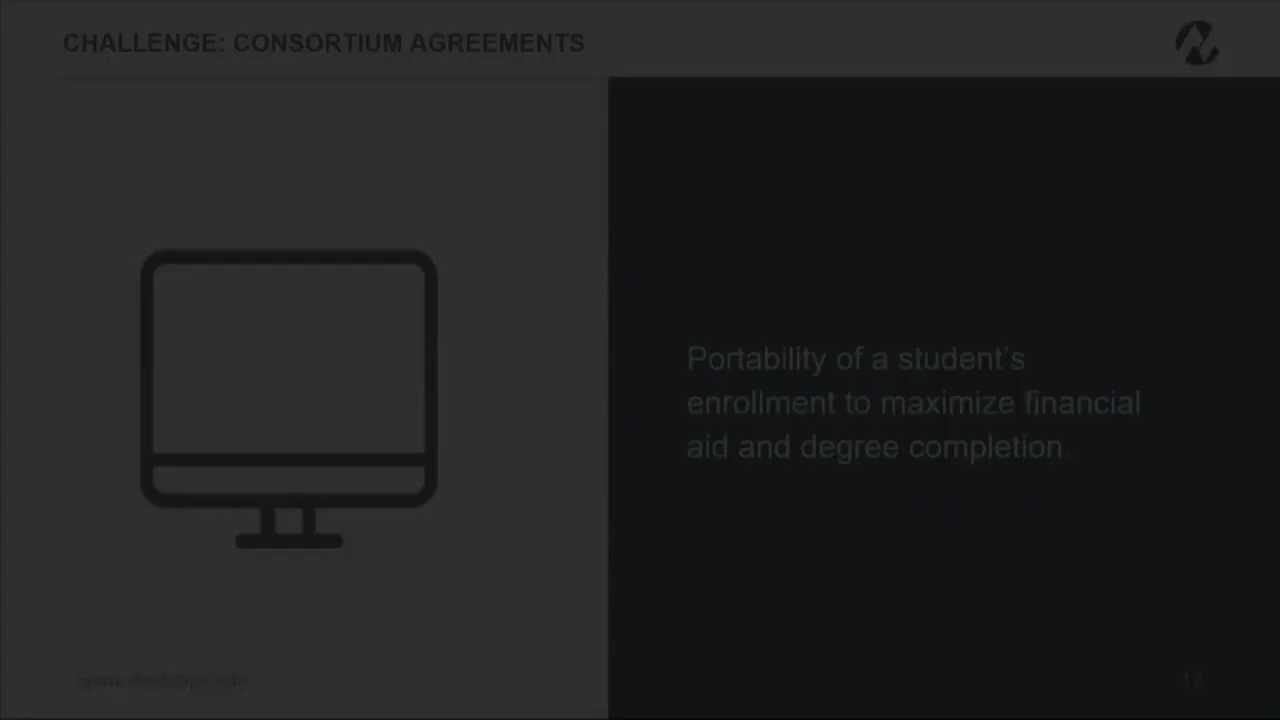 CHALLENGE: CONSORTIUM AGREEMENTS
Portability of a student's
enrollment to maximize financial
aid and degree completion.